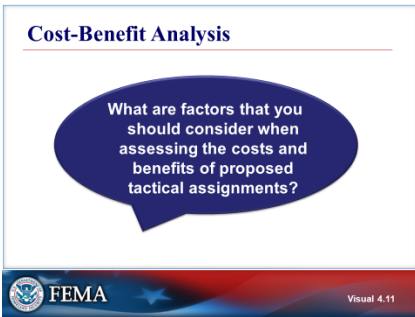 Cost-Benefit Analysis
What are factors that you
should consider when
assessing the costs and
benefits of proposed
tactical assignments?
FEMA
Visual 4.11